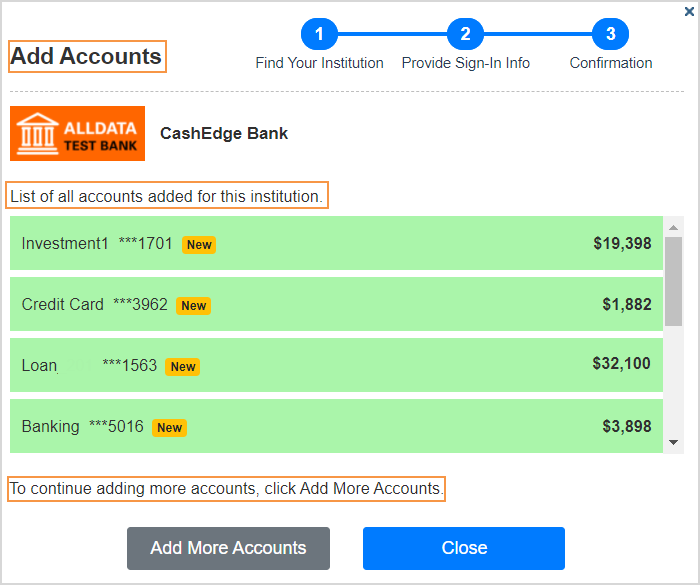 Add Accounts
1 2 3
Find Your Institution Provide Sign-In Info Confirmation
ALLDATA
TEST BANK
CashEdge Bank
List of all accounts added for this institution.
Investment1 ***1701 New $19,398
Credit Card ***3962 New $1,882
Loan ***1563 New $32,100
Banking ***5016 New $3,898
To continue adding more accounts, click Add More Accounts.
Add More Accounts Close